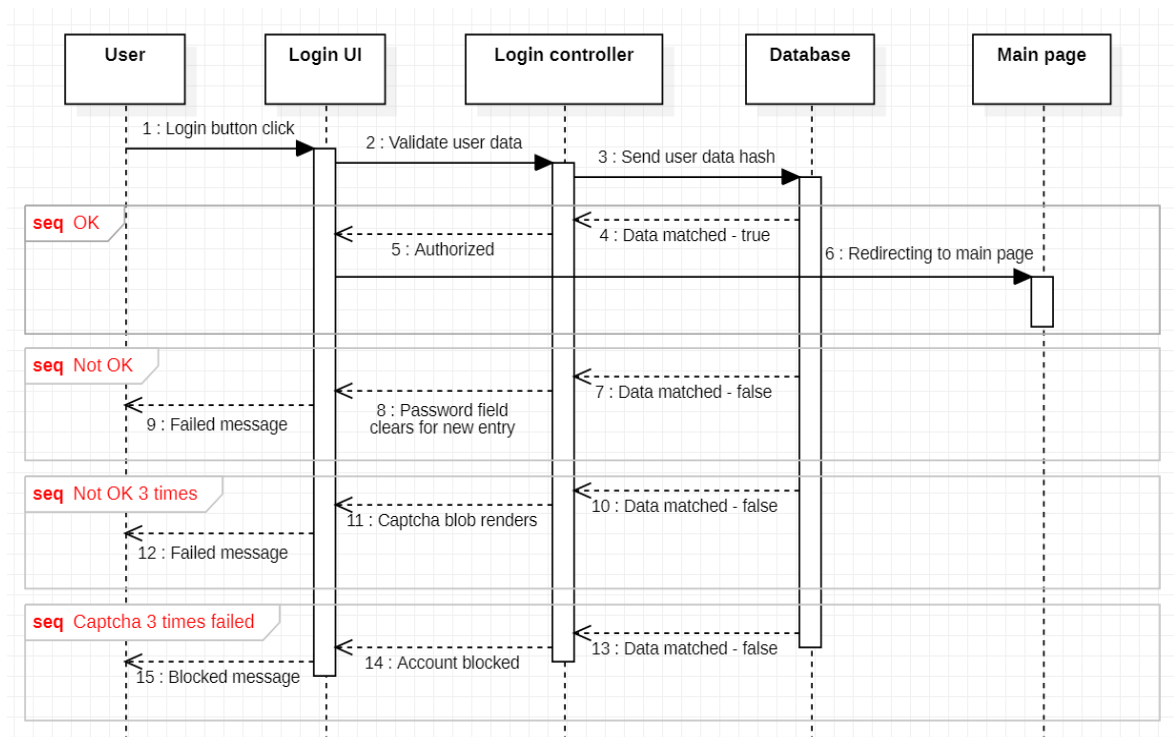 User
Login UI
Login controller
Database
Main page
1 : Login button click
2 : Validate user data
3 : Send user data hash
seq OK
4 : Data matched - true
5 : Authorized
6 : Redirecting to main page
seq Not OK
7 : Data matched - false
8 : Password field
clears for new entry
9 : Failed message
seq Not OK 3 times
10 : Data matched - false
11 : Captcha blob renders
12 : Failed message
seq Captcha 3 times failed
13 : Data matched - false
14 : Account blocked
15 : Blocked message